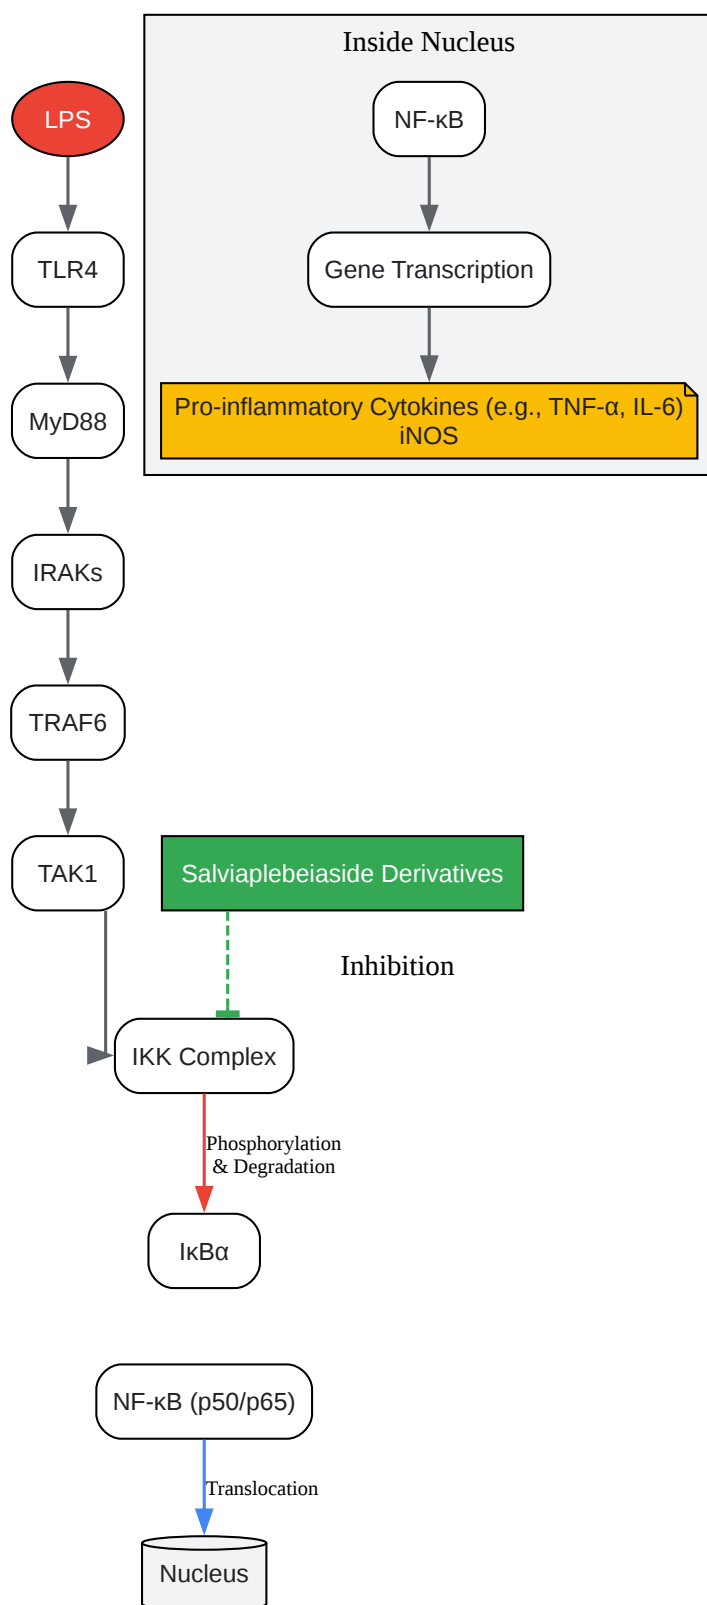 Inside Nucleus
LPS
NF-κB
TLR4
Gene Transcription
MyD88
Pro-inflammatory Cytokines (e.g., TNF-α, IL-6)
iNOS
IRAKs
TRAF6
TAK1
Salviaplebeiaside Derivatives
Inhibition
IKK Complex
Phosphorylation
& Degradation
IκBα
NF-κB (p50/p65)
Translocation
Nucleus